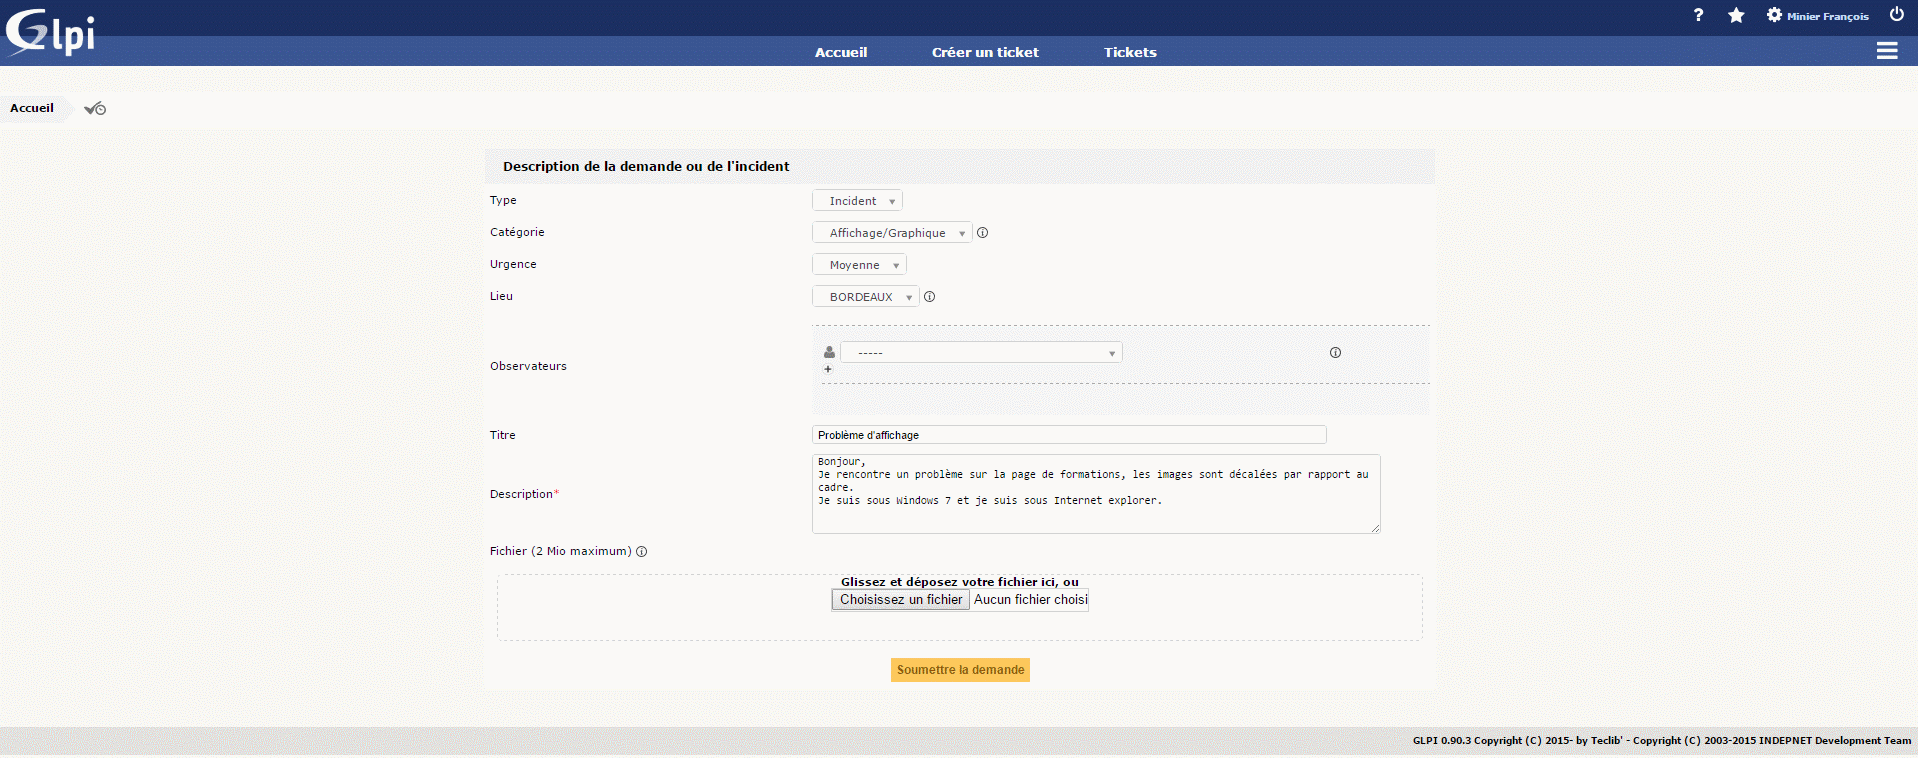 Glpi
? Minier François
Accueil Créer un ticket Tickets
Accueil
Description de la demande ou de l'incident
Type Incident
Catégorie Affichage/Graphique
Urgence Moyenne
Lieu BORDEAUX
-----
Observateurs
+
Titre Problème d'affichage
Bonjour,
Je rencontre un problème sur la page de formations, les images sont décalées par rapport au
cadre.
Description*
Je suis sous Windows 7 et je suis sous Internet explorer.
Fichier (2 Mio maximum)
Glissez et déposez votre fichier ici, ou
Choisissez un fichier Aucun fichier choisi
Soumettre la demande
GLPI 0.90.3 Copyright (C) 2015- by Teclib' - Copyright (C) 2003-2015 INDEPNET Development Team